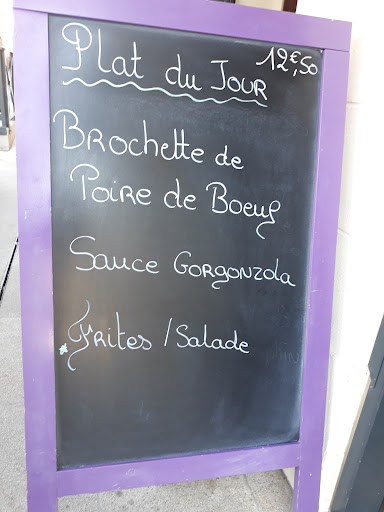 Plat du Jour 12€,50
Brochette de
Poire de Boeuf
Sauce Gorgonzola
Frites / Salade